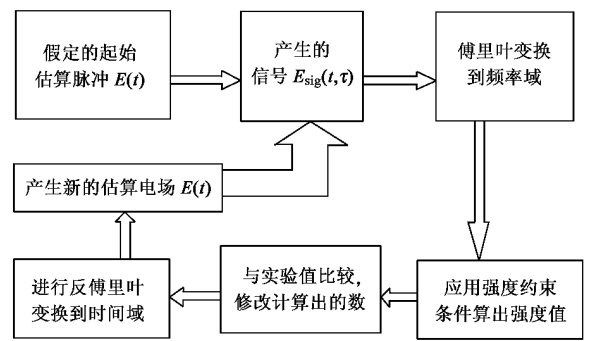 假定的起始
估算脉冲 E(t)
产生的
信号 Esig(t,τ)
傅里叶变换
到频率域
产生新的估算电场 E(t)
进行反傅里叶
变换到时间域
与实验值比较,
修改计算出的数
应用强度约束
条件算出强度值